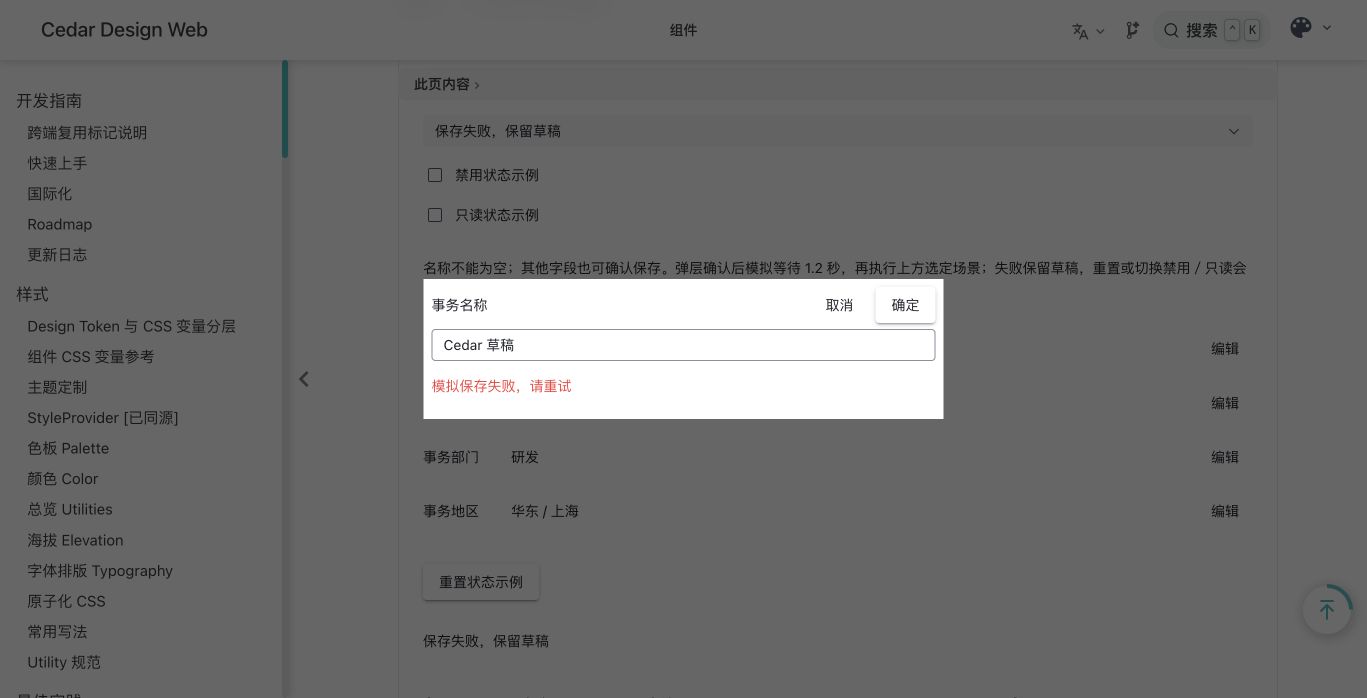 Cedar Design Web
组件
搜索 ^ K
开发指南
跨端复用标记说明
快速上手
国际化
Roadmap
更新日志
样式
Design Token 与 CSS 变量分层
组件 CSS 变量参考
主题定制
StyleProvider [已同源]
色板 Palette
颜色 Color
总览 Utilities
海拔 Elevation
字体排版 Typography
原子化 CSS
常用写法
Utility 规范
此页内容 ›
保存失败，保留草稿
禁用状态示例
只读状态示例
名称不能为空；其他字段也可确认保存。弹层确认后模拟等待 1.2 秒，再执行上方选定场景；失败保留草稿，重置或切换禁用 / 只读会
事务名称 取消 确定
Cedar 草稿
模拟保存失败，请重试
编辑
编辑
事务部门 研发 编辑
事务地区 华东 / 上海 编辑
重置状态示例
保存失败，保留草稿